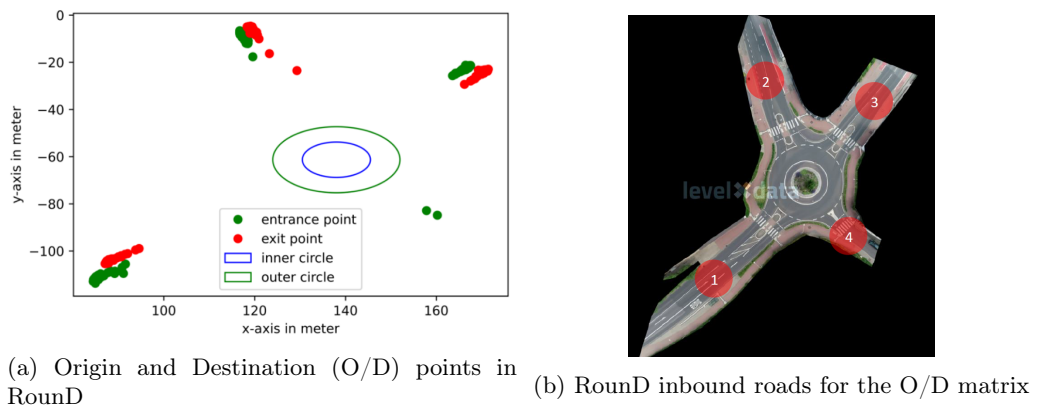 0
−20
−40
−60
−80
−100
y-axis in meter
100
120
140
160
x-axis in meter
entrance point
exit point
inner circle
outer circle
(a) Origin and Destination (O/D) points in
RounD
2
3
levelXdata
4
1
(b) RounD inbound roads for the O/D matrix